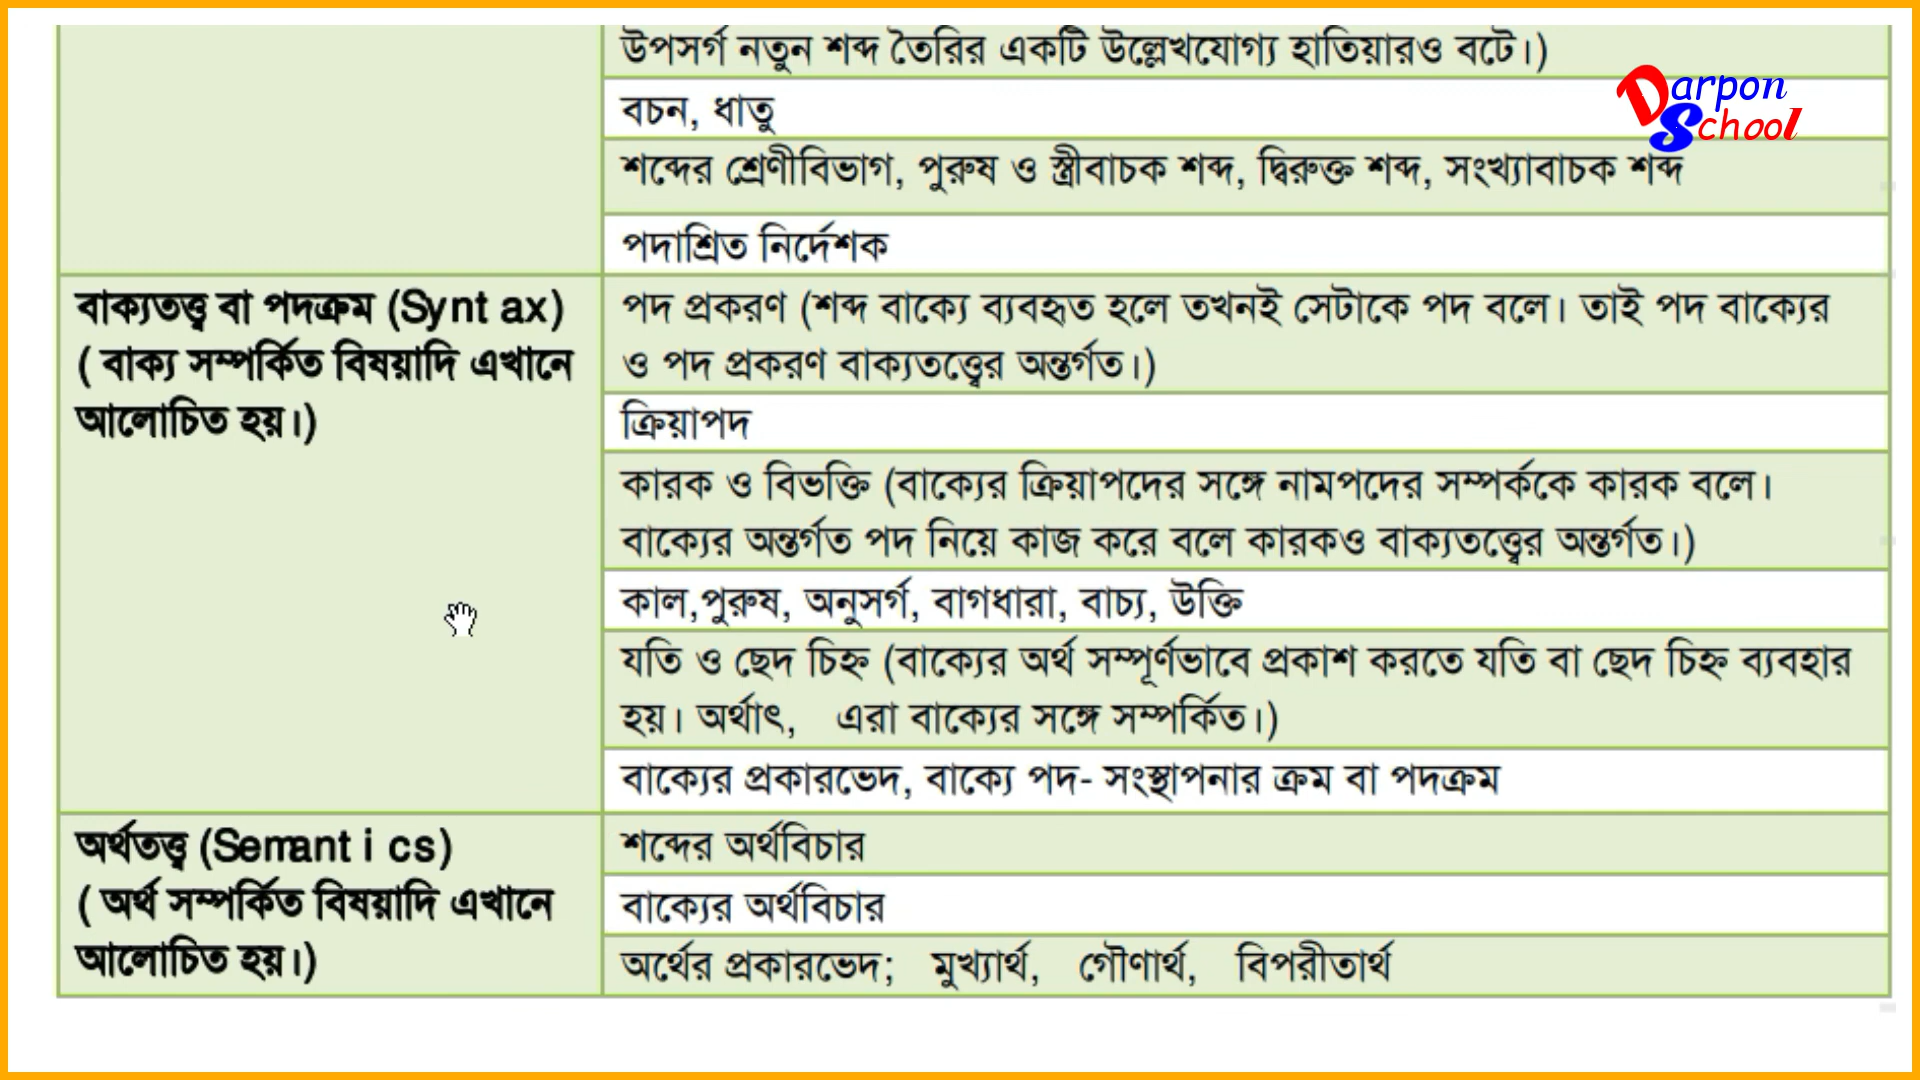 উপসর্গ নতুন শব্দ তৈরির একটি উল্লেখযোগ্য হাতিয়ারও বটে।)
Darpon
School
বচন, ধাতু
শব্দের শ্রেণীবিভাগ, পুরুষ ও স্ত্রীবাচক শব্দ, দ্বিরুক্ত শব্দ, সংখ্যাবাচক শব্দ
পদাশ্রিত নির্দেশক
বাক্যতত্ত্ব বা পদক্রম (Synt ax)
( বাক্য সম্পর্কিত বিষয়াদি এখানে
আলোচিত হয়।)
পদ প্রকরণ (শব্দ বাক্যে ব্যবহৃত হলে তখনই সেটাকে পদ বলে। তাই পদ বাক্যের
ও পদ প্রকরণ বাক্যতত্ত্বের অন্তর্গত।)
ক্রিয়াপদ
কারক ও বিভক্তি (বাক্যের ক্রিয়াপদের সঙ্গে নামপদের সম্পর্ককে কারক বলে।
বাক্যের অন্তর্গত পদ নিয়ে কাজ করে বলে কারকও বাক্যতত্ত্বের অন্তর্গত।)
কাল,পুরুষ, অনুসর্গ, বাগধারা, বাচ্য, উক্তি
যতি ও ছেদ চিহ্ন (বাক্যের অর্থ সম্পূর্ণভাবে প্রকাশ করতে যতি বা ছেদ চিহ্ন ব্যবহার
হয়। অর্থাৎ, এরা বাক্যের সঙ্গে সম্পর্কিত।)
বাক্যের প্রকারভেদ, বাক্যে পদ- সংস্থাপনার ক্রম বা পদক্রম
অর্থতত্ত্ব (Semant i cs)
( অর্থ সম্পর্কিত বিষয়াদি এখানে
আলোচিত হয়।)
শব্দের অর্থবিচার
বাক্যের অর্থবিচার
অর্থের প্রকারভেদ; মুখ্যার্থ, গৌণার্থ, বিপরীতার্থ